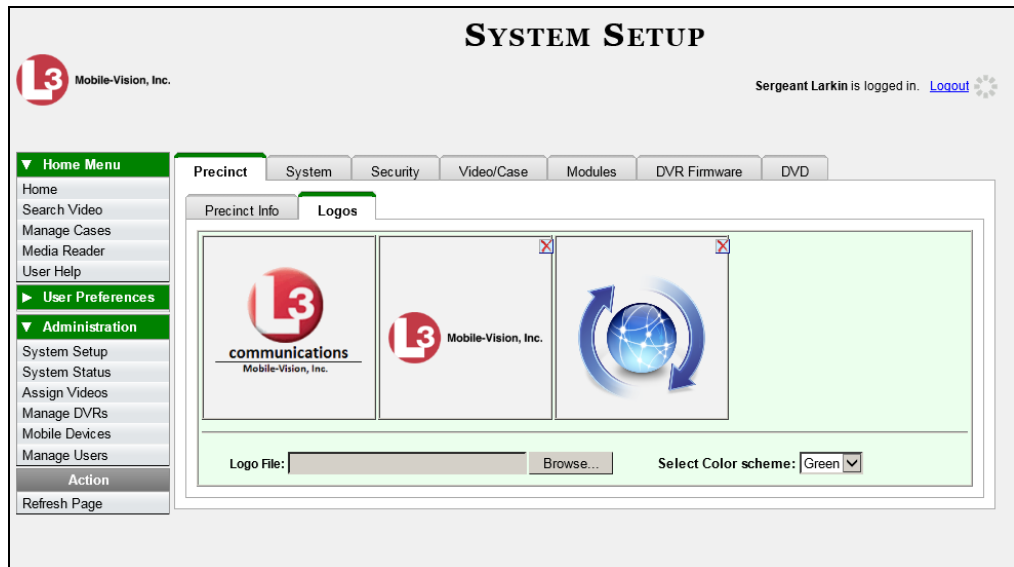 SYSTEM SETUP
L3 Mobile-Vision, Inc.
Sergeant Larkin is logged in. Logout
▼ Home Menu
Home
Search Video
Manage Cases
Media Reader
User Help
► User Preferences
▼ Administration
System Setup
System Status
Assign Videos
Manage DVRs
Mobile Devices
Manage Users
Action
Refresh Page
Precinct System Security Video/Case Modules DVR Firmware DVD
Precinct Info Logos
L3
communications
Mobile-Vision, Inc.
L3 Mobile-Vision, Inc.
Logo File: Browse... Select Color scheme: Green